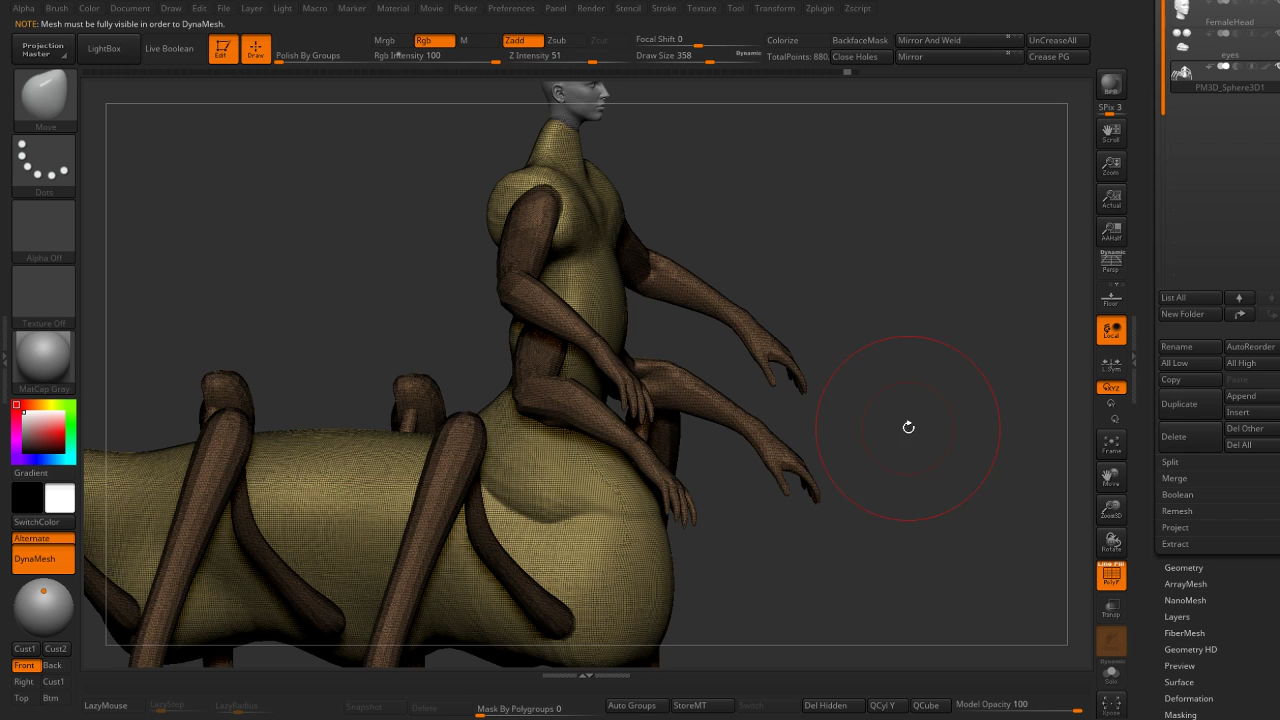 Alpha Brush Color Document Draw Edit File Layer Light Macro Marker Material Movie Picker Preferences Panel Render Stencil Stroke Texture Tool Transform Zplugin Zscript
NOTE: Mesh must be fully visible in order to DynaMesh.
Projection Master
LightBox
Live Boolean
Edit
Draw
Polish By Groups
Mrgb Rgb M
Rgb Intensity 100
Zadd Zsub Zcut
Z Intensity 51
Focal Shift 0
Draw Size 358
Dynamic
Colorize
TotalPoints: 880,
BackfaceMask
Close Holes
Mirror And Weld
Mirror
UnCreaseAll
Crease PG
Move
Dots
Alpha Off
Texture Off
MatCap Gray
Gradient
SwitchColor
Alternate
DynaMesh
Cust1 Cust2
Front Back
Right Cust1
Top Btm
BPR
SPix 3
Scroll
Zoom
Actual
AAHalf
Dynamic
Persp
Floor
Local
L.Sym
XYZ
Frame
Move
Zoom3D
Rotate
Line Fill
PolyF
Transp
Dynamic
Solo
Xpose
FemaleHead
eyes
PM3D_Sphere3D1
List All
New Folder
Rename AutoReorder
All Low All High
Copy Paste
Duplicate
Append
Insert
Delete
Del Other
Del All
Split
Merge
Boolean
Remesh
Project
Extract
Geometry
ArrayMesh
NanoMesh
Layers
FiberMesh
Geometry HD
Preview
Surface
Deformation
Masking
LazyMouse LazyStep LazyRadius Snapshot Delete Mask By Polygroups 0 Auto Groups StoreMT Switch Del Hidden QCyl Y QCube Model Opacity 100